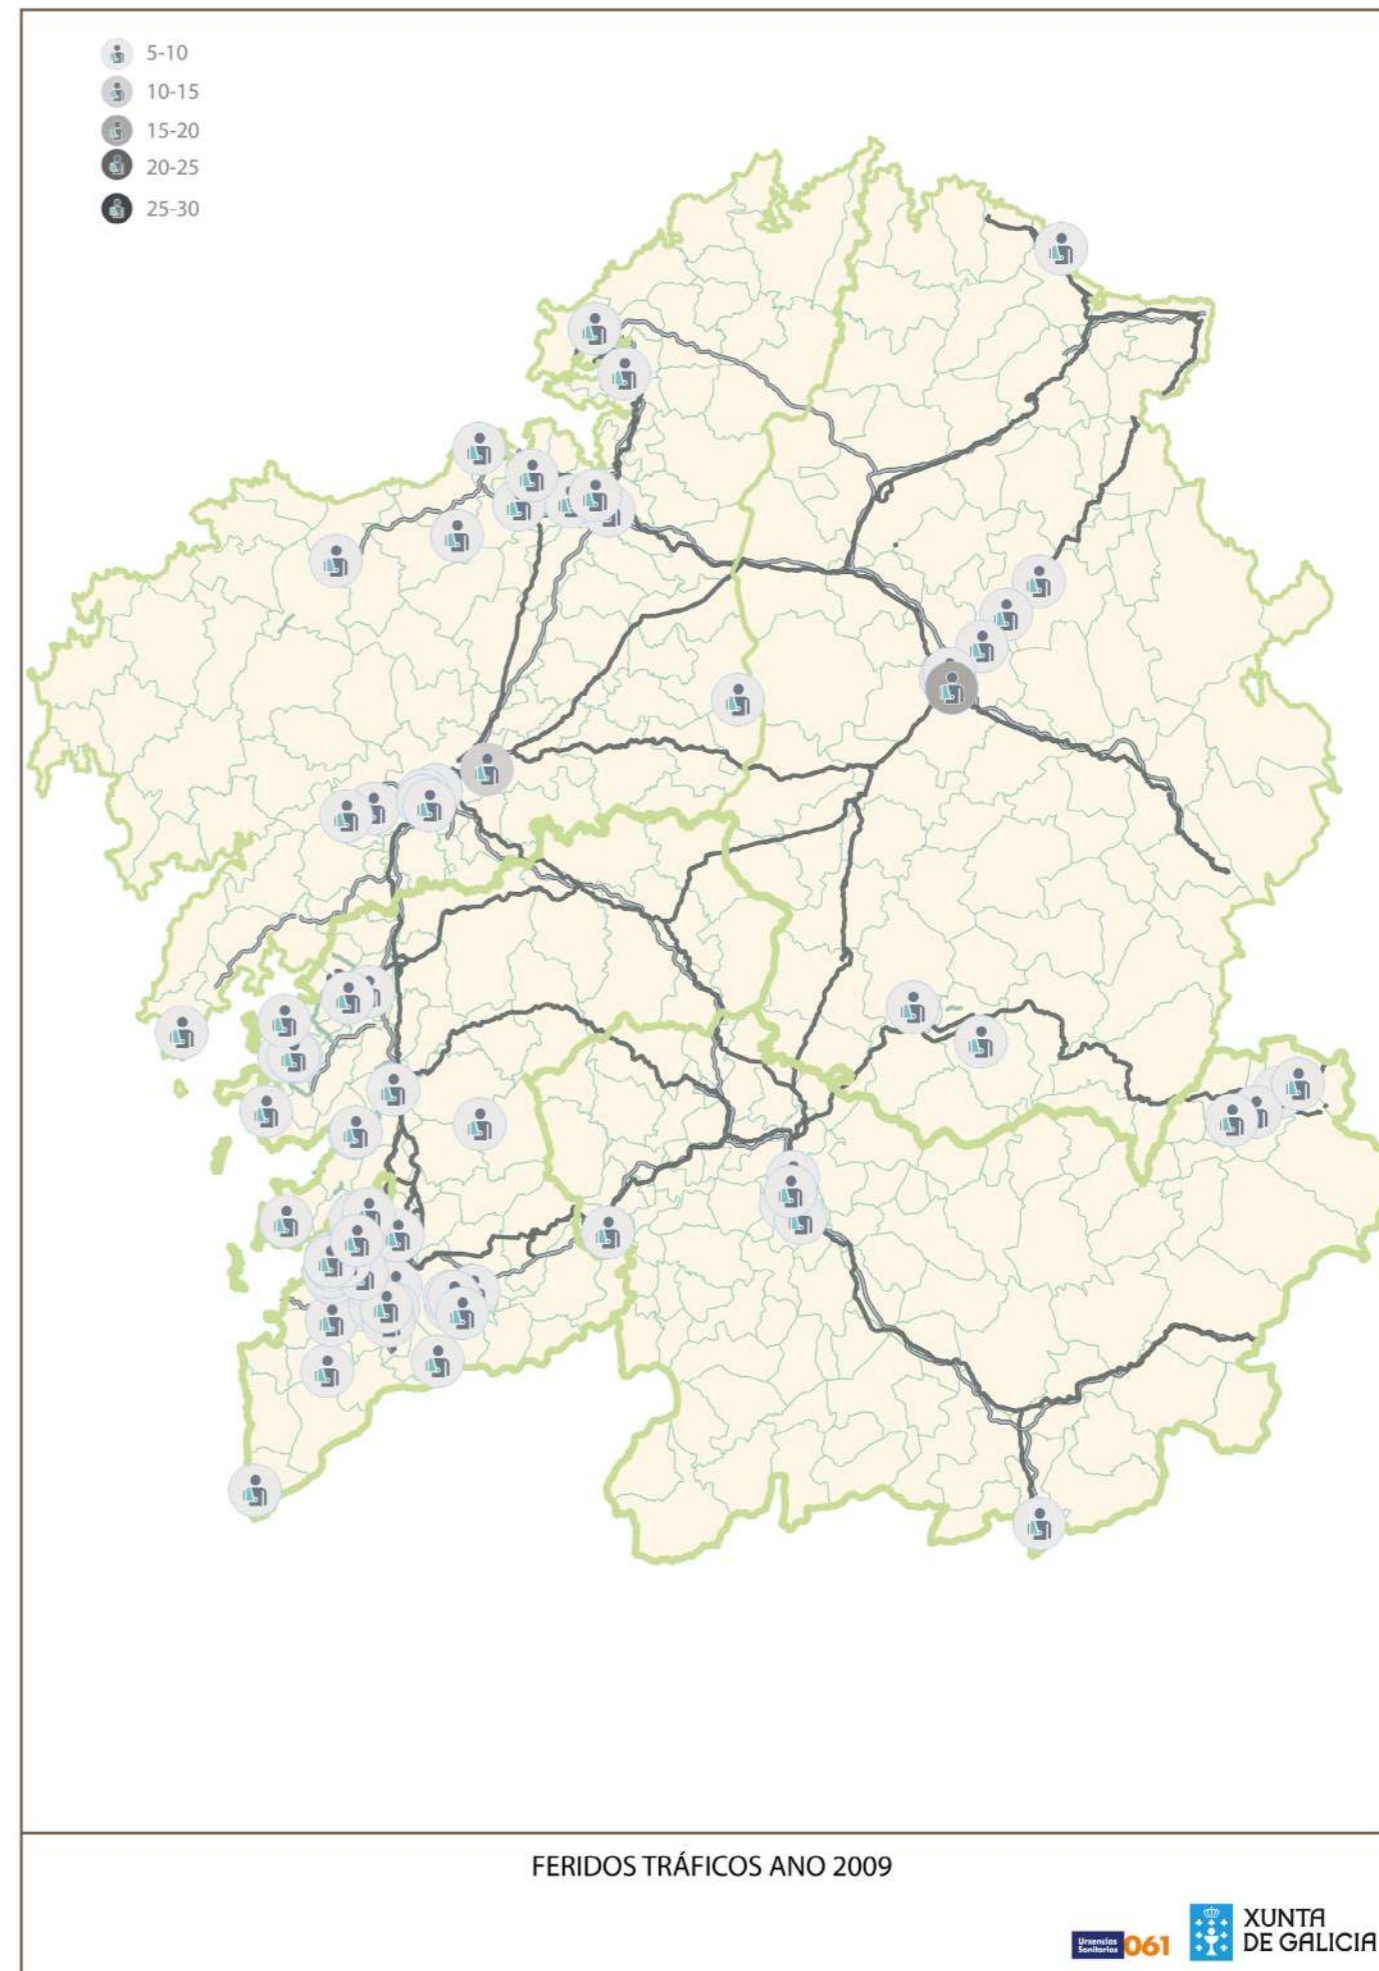 5-10
10-15
15-20
20-25
25-30
FERIDOS TRÁFICOS ANO 2009
Urxencias
Sanitarias
061
XUNTA
DE GALICIA